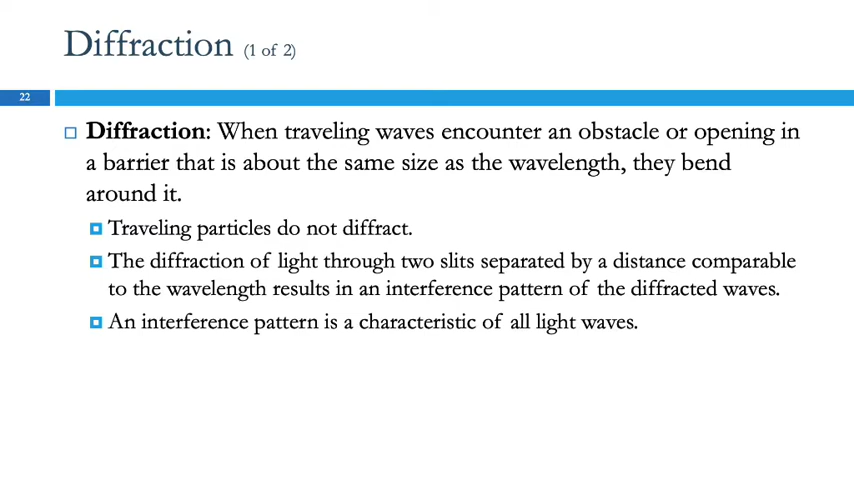 Diffraction (1 of 2)
22
Diffraction: When traveling waves encounter an obstacle or opening in
a barrier that is about the same size as the wavelength, they bend
around it.
Traveling particles do not diffract.
The diffraction of light through two slits separated by a distance comparable
to the wavelength results in an interference pattern of the diffracted waves.
An interference pattern is a characteristic of all light waves.